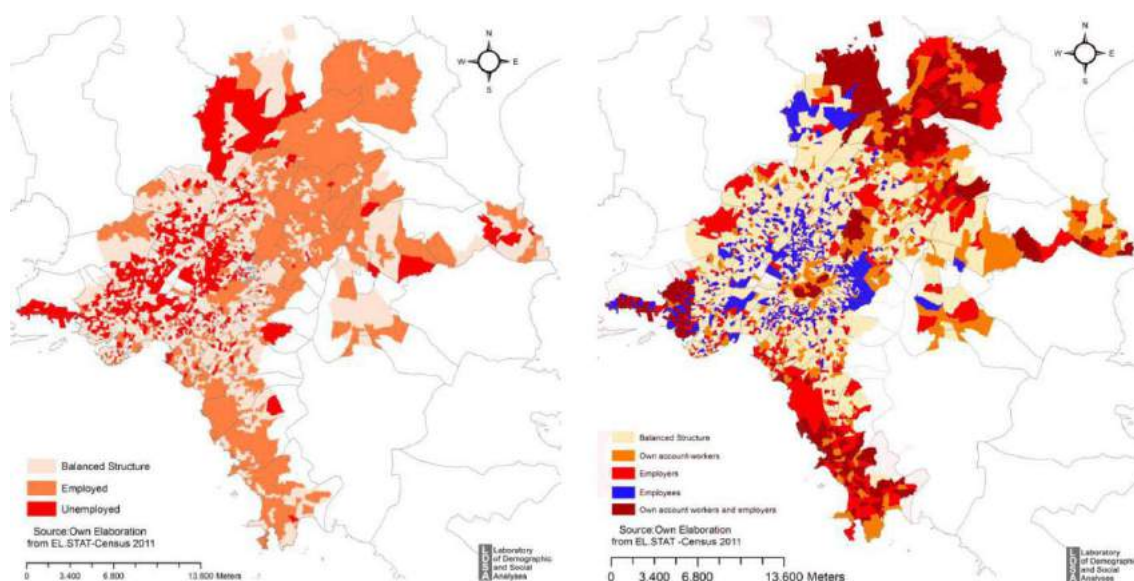 N
W E
S
Balanced Structure
Employed
Unemployed
Source:Own Elaboration
from EL.STAT-Census 2011
0 3.400 6.800 13.600 Meters
LDSA
Laboratory
of Demographic
and Social
Analyses
N
W E
S
Balanced Structure
Own account-workers
Employers
Employees
Own account workers and employers
Source:Own Elaboration
from EL.STAT -Census 2011
0 3.400 6.800 13.600 Meters
LDSA
Laboratory
of Demographic
and Social
Analyses